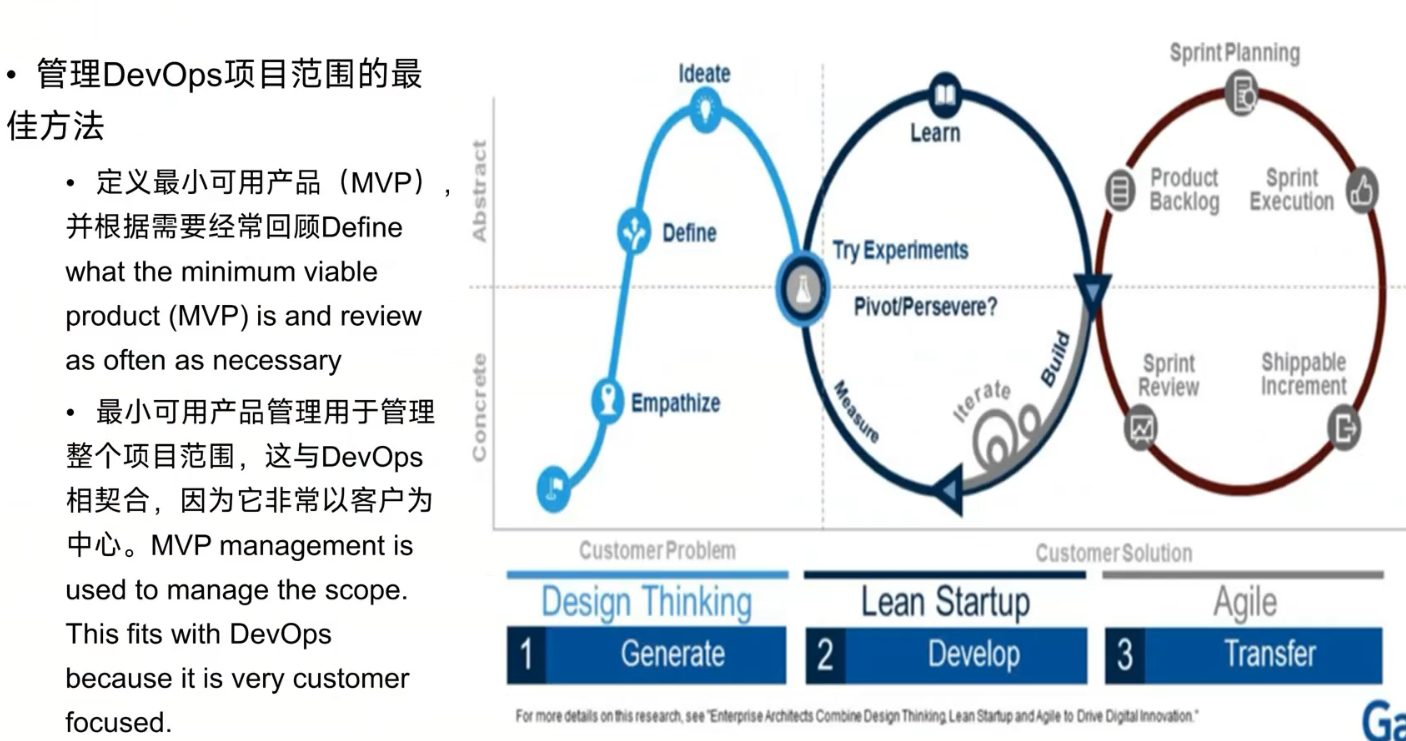 • 管理DevOps项目范围的最
佳方法
• 定义最小可用产品（MVP），
并根据需要经常回顾Define
what the minimum viable
product (MVP) is and review
as often as necessary
• 最小可用产品管理用于管理
整个项目范围，这与DevOps
相契合，因为它非常以客户为
中心。MVP management is
used to manage the scope.
This fits with DevOps
because it is very customer
focused.
Abstract
Concrete
Ideate
Define
Empathize
Learn
Try Experiments
Pivot/Persevere?
Measure
Iterate
Build
Sprint Planning
Product
Backlog
Sprint
Execution
Sprint
Review
Shippable
Increment
Customer Problem
Customer Solution
Design Thinking
Lean Startup
Agile
1 Generate
2 Develop
3 Transfer
For more details on this research, see "Enterprise Architects Combine Design Thinking, Lean Startup and Agile to Drive Digital Innovation."
Ga